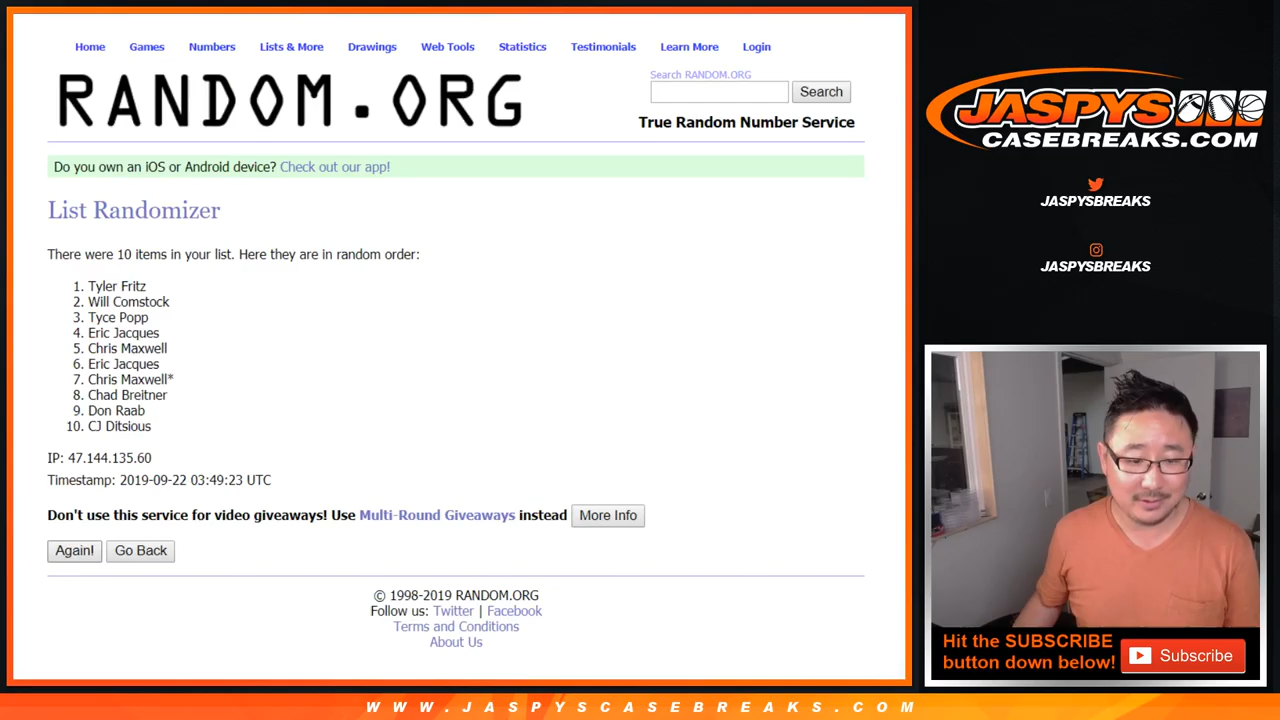 Home Games Numbers Lists & More Drawings Web Tools Statistics Testimonials Learn More Login
RANDOM.ORG
Search RANDOM.ORG
Search
True Random Number Service
Do you own an iOS or Android device? Check out our app!
List Randomizer
There were 10 items in your list. Here they are in random order:
1. Tyler Fritz
2. Will Comstock
3. Tyce Popp
4. Eric Jacques
5. Chris Maxwell
6. Eric Jacques
7. Chris Maxwell*
8. Chad Breitner
9. Don Raab
10. CJ Ditsious
IP: 47.144.135.60
Timestamp: 2019-09-22 03:49:23 UTC
Don't use this service for video giveaways! Use Multi-Round Giveaways instead More Info
Again! Go Back
© 1998-2019 RANDOM.ORG
Follow us: Twitter | Facebook
Terms and Conditions
About Us
JASPYS
CASEBREAKS.COM
JASPYSBREAKS
JASPYSBREAKS
Hit the SUBSCRIBE
button down below!
Subscribe
WWW.JASPYSCASEBREAKS.COM